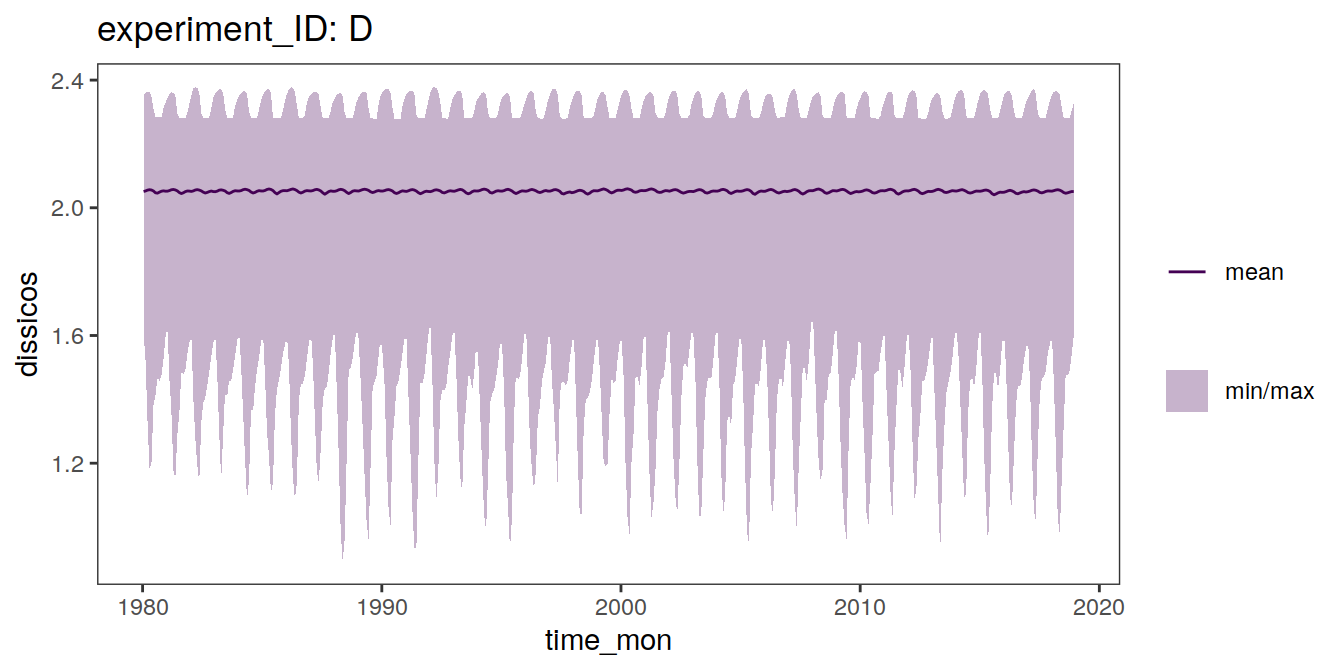 experiment_ID: D
2.4
2.0
1.6
1.2
dissicos
1980 1990 2000 2010 2020
time_mon
mean
min/max